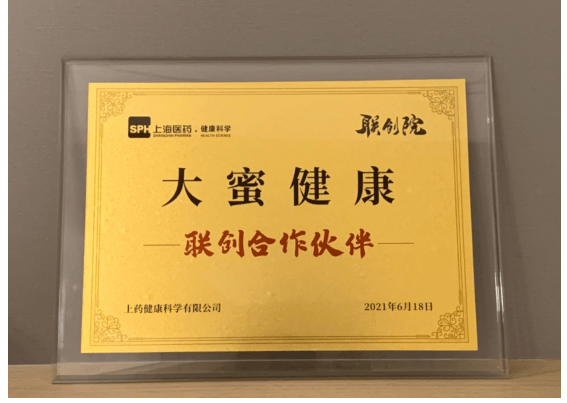 SPH 上海医药·健康科学
SHANGHAI PHARMA HEALTH SCIENCE
联创院
大蜜健康
联创合作伙伴
上药健康科学有限公司
2021年6月18日